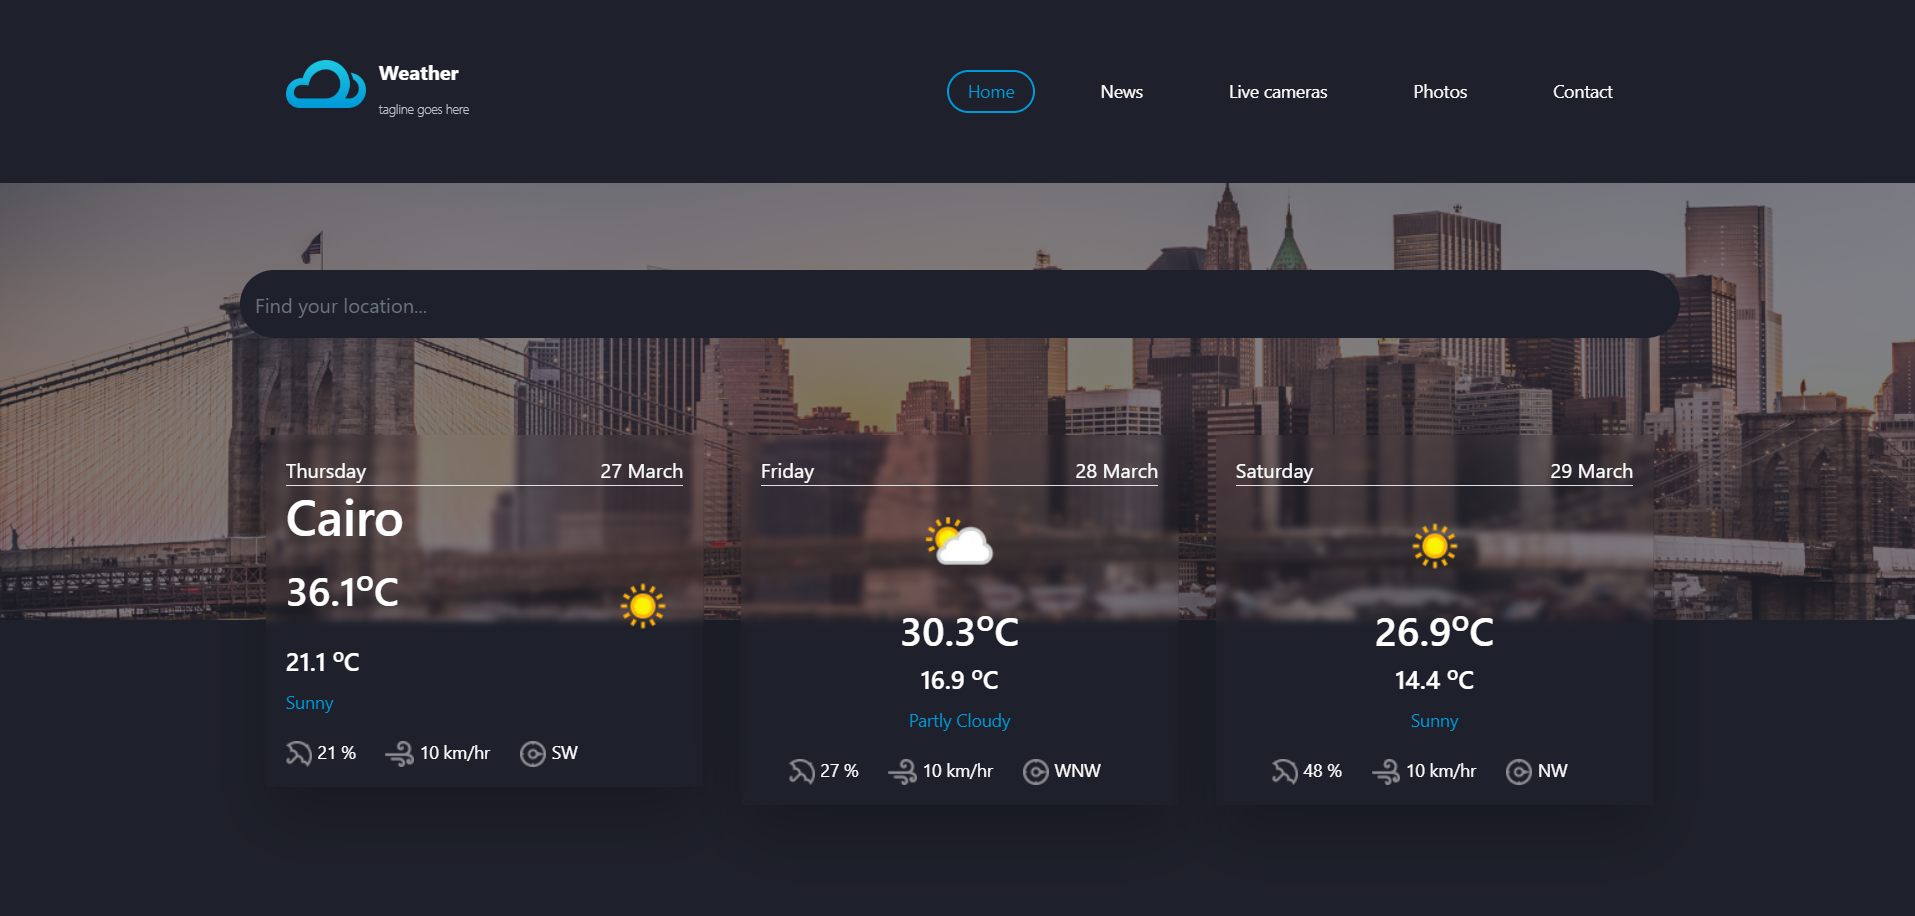 Weather
tagline goes here
Home News Live cameras Photos Contact
Find your location...
Thursday 27 March
Cairo
36.1°C
21.1 °C
Sunny
21 % 10 km/hr SW
Friday 28 March
30.3°C
16.9 °C
Partly Cloudy
27 % 10 km/hr WNW
Saturday 29 March
26.9°C
14.4 °C
Sunny
48 % 10 km/hr NW